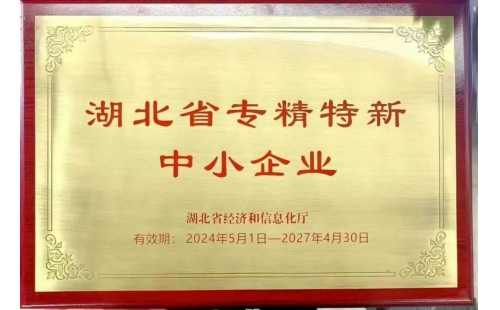 湖北省专精特新
中小企业
湖北省经济和信息化厅
有效期：2024年5月1日—2027年4月30日